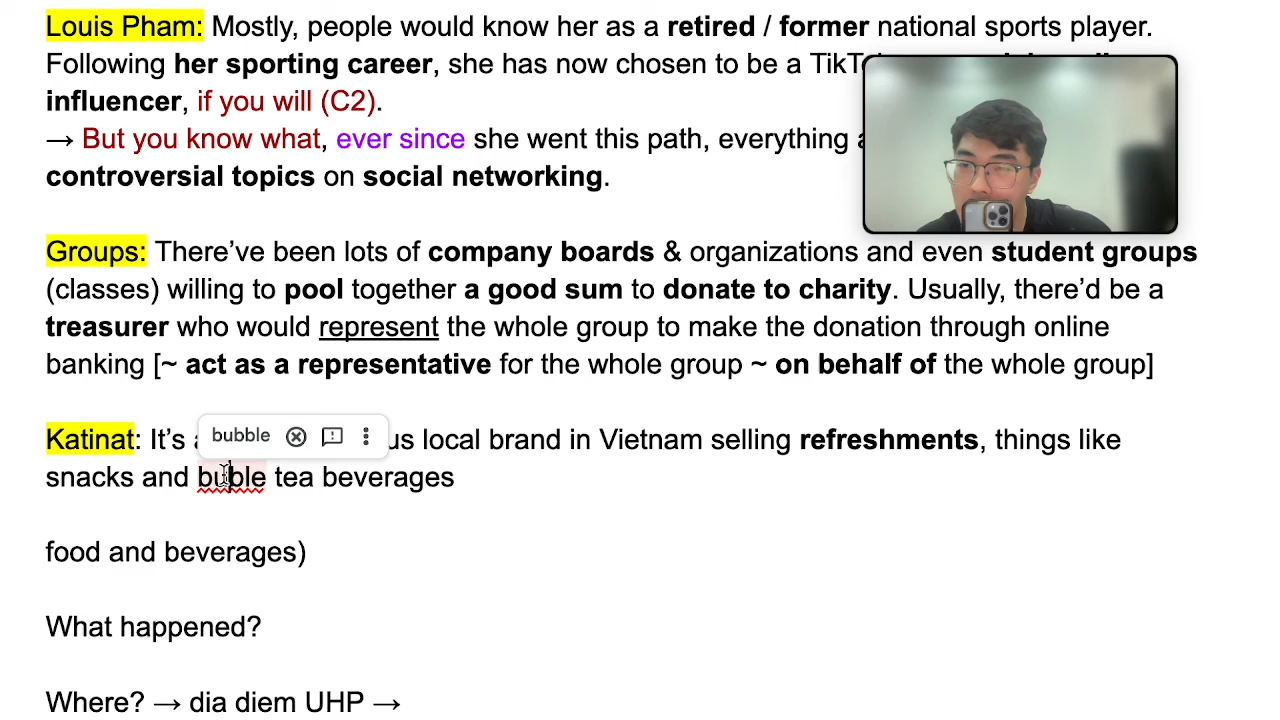 Louis Pham: Mostly, people would know her as a retired / former national sports player.
Following her sporting career, she has now chosen to be a
influencer, if you will (C2).
→ But you know what, ever since she went this path, everything
controversial topics on social networking.
Groups: There’ve been lots of company boards & organizations and even student groups
(classes) willing to pool together a good sum to donate to charity. Usually, there’d be a
treasurer who would represent the whole group to make the donation through online
banking [~ act as a representative for the whole group ~ on behalf of the whole group]
bubble
Katinat: It’s local brand in Vietnam selling refreshments, things like
snacks and buble tea beverages
food and beverages)
What happened?
Where? → dia diem UHP →